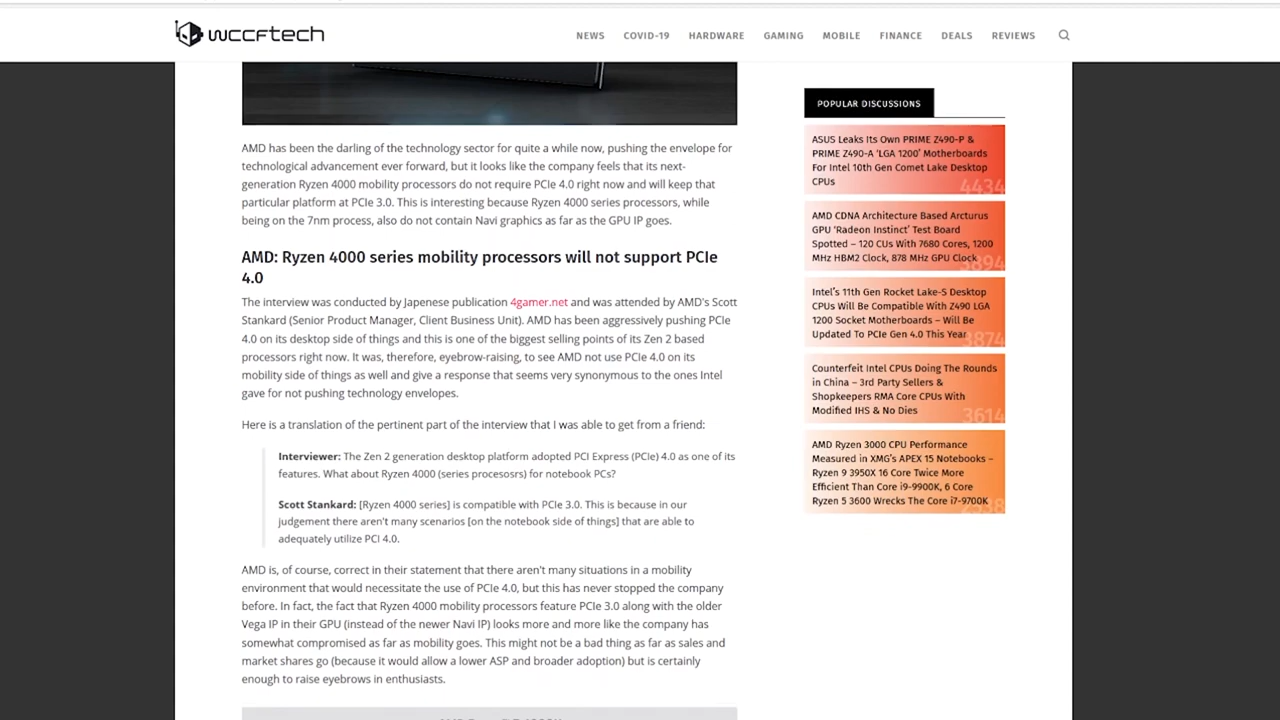 wccftech
NEWS COVID-19 HARDWARE GAMING MOBILE FINANCE DEALS REVIEWS
AMD has been the darling of the technology sector for quite a while now, pushing the envelope for
technological advancement ever forward, but it looks like the company feels that its next-
generation Ryzen 4000 mobility processors do not require PCIe 4.0 right now and will keep that
particular platform at PCIe 3.0. This is interesting because Ryzen 4000 series processors, while
being on the 7nm process, also do not contain Navi graphics as far as the GPU IP goes.
AMD: Ryzen 4000 series mobility processors will not support PCIe
4.0
The interview was conducted by Japenese publication 4gamer.net and was attended by AMD's Scott
Stankard (Senior Product Manager, Client Business Unit). AMD has been aggressively pushing PCIe
4.0 on its desktop side of things and this is one of the biggest selling points of its Zen 2 based
processors right now. It was, therefore, eyebrow-raising, to see AMD not use PCIe 4.0 on its
mobility side of things as well and give a response that seems very synonymous to the ones Intel
gave for not pushing technology envelopes.
Here is a translation of the pertinent part of the interview that I was able to get from a friend:
Interviewer: The Zen 2 generation desktop platform adopted PCI Express (PCIe) 4.0 as one of its
features. What about Ryzen 4000 (series procesosrs) for notebook PCs?
Scott Stankard: [Ryzen 4000 series] is compatible with PCIe 3.0. This is because in our
judgement there aren't many scenarios [on the notebook side of things] that are able to
adequately utilize PCI 4.0.
AMD is, of course, correct in their statement that there aren't many situations in a mobility
environment that would necessitate the use of PCIe 4.0, but this has never stopped the company
before. In fact, the fact that Ryzen 4000 mobility processors feature PCIe 3.0 along with the older
Vega IP in their GPU (instead of the newer Navi IP) looks more and more like the company has
somewhat compromised as far as mobility goes. This might not be a bad thing as far as sales and
market shares go (because it would allow a lower ASP and broader adoption) but is certainly
enough to raise eyebrows in enthusiasts.
POPULAR DISCUSSIONS
ASUS Leaks Its Own PRIME Z490-P &
PRIME Z490-A 'LGA 1200' Motherboards
For Intel 10th Gen Comet Lake Desktop
CPUs
4434
AMD CDNA Architecture Based Arcturus
GPU 'Radeon Instinct' Test Board
Spotted – 120 CUs With 7680 Cores, 1200
MHz HBM2 Clock, 878 MHz GPU Clock
3894
Intel's 11th Gen Rocket Lake-S Desktop
CPUs Will Be Compatible With Z490 LGA
1200 Socket Motherboards – Will Be
Updated To PCIe Gen 4.0 This Year
3874
Counterfeit Intel CPUs Doing The Rounds
in China – 3rd Party Sellers &
Shopkeepers RMA Core CPUs With
Modified IHS & No Dies
3614
AMD Ryzen 3000 CPU Performance
Measured in XMG's APEX 15 Notebooks –
Ryzen 9 3950X 16 Core Twice More
Efficient Than Core i9-9900K, 6 Core
Ryzen 5 3600 Wrecks The Core i7-9700K